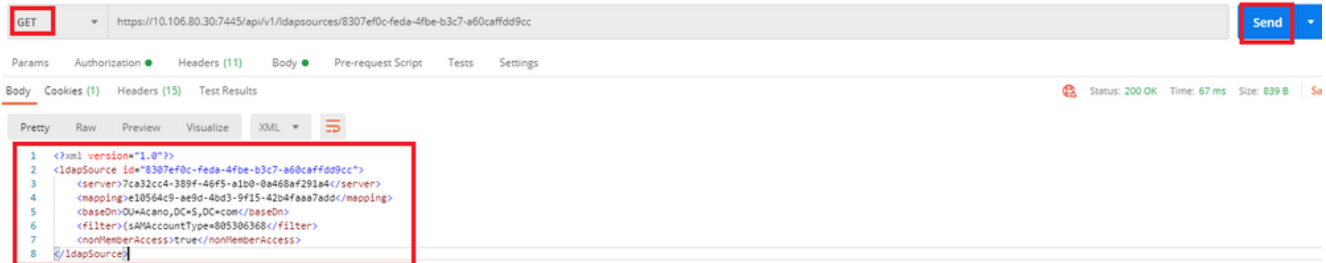 GET https://10.106.80.30:7445/api/v1/ldapsources/8307ef0c-feda-4fbe-b3c7-a60caffdd9cc Send
Params Authorization Headers (11) Body Pre-request Script Tests Settings
Body Cookies (1) Headers (15) Test Results Status: 200 OK Time: 67 ms Size: 839 B Sa
Pretty Raw Preview Visualize XML
1 <?xml version="1.0"?>
2 <ldapSource id="8307ef0c-feda-4fbe-b3c7-a60caffdd9cc">
3 <server>7ca32cc4-389f-46f5-a1b0-0a468af291a4</server>
4 <mapping>e10564c9-ae9d-4bd3-9f15-42b4faaa7add</mapping>
5 <baseDn>OU=Acano,DC=S,DC=com</baseDn>
6 <filter>(sAMAccountType=805306368</filter>
7 <nonMemberAccess>true</nonMemberAccess>
8 </ldapSource>